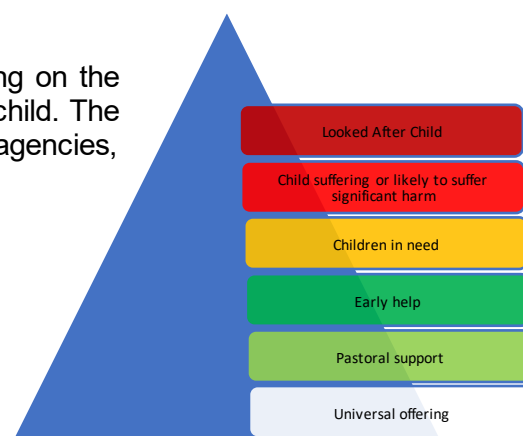 ng on the
child. The
agencies,
Looked After Child
Child suffering or likely to suffer
significant harm
Children in need
Early help
Pastoral support
Universal offering